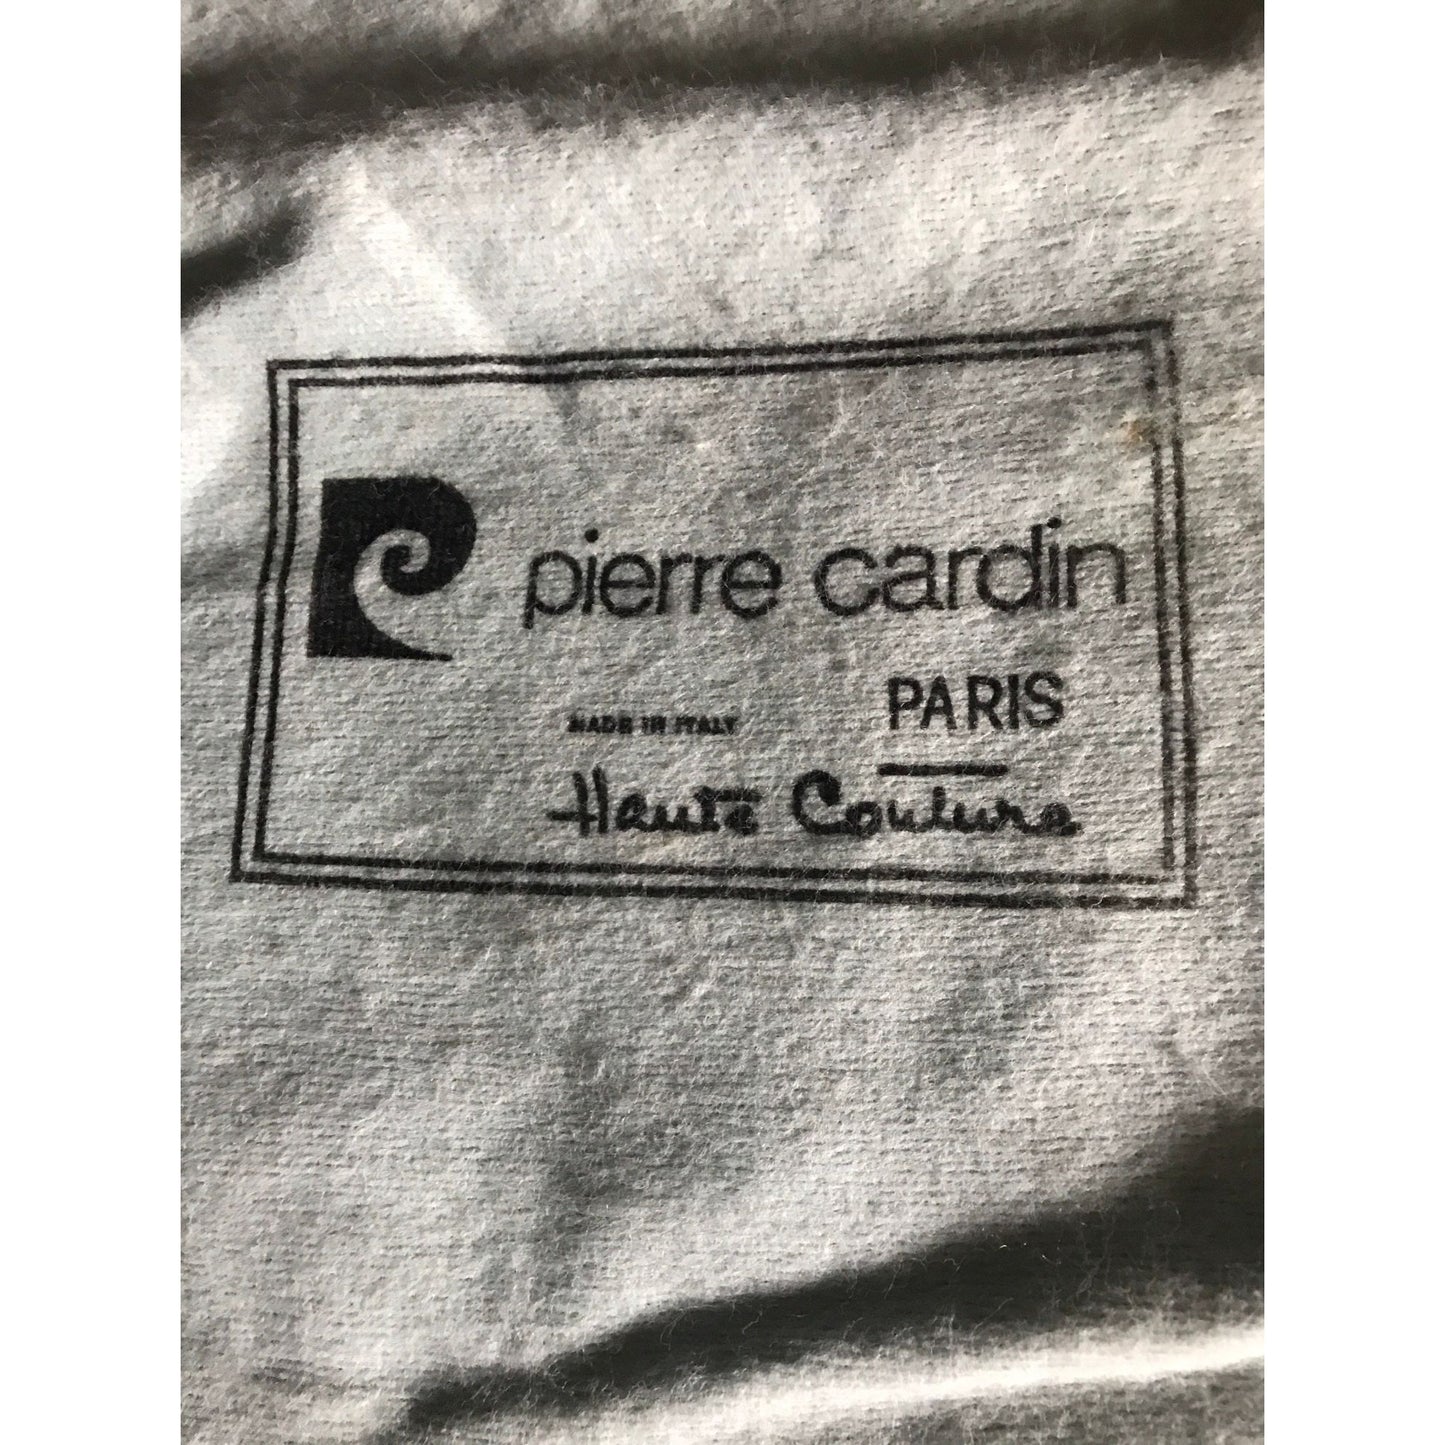 pierre cardin
PARIS
MADE IN ITALY
Haute Couture